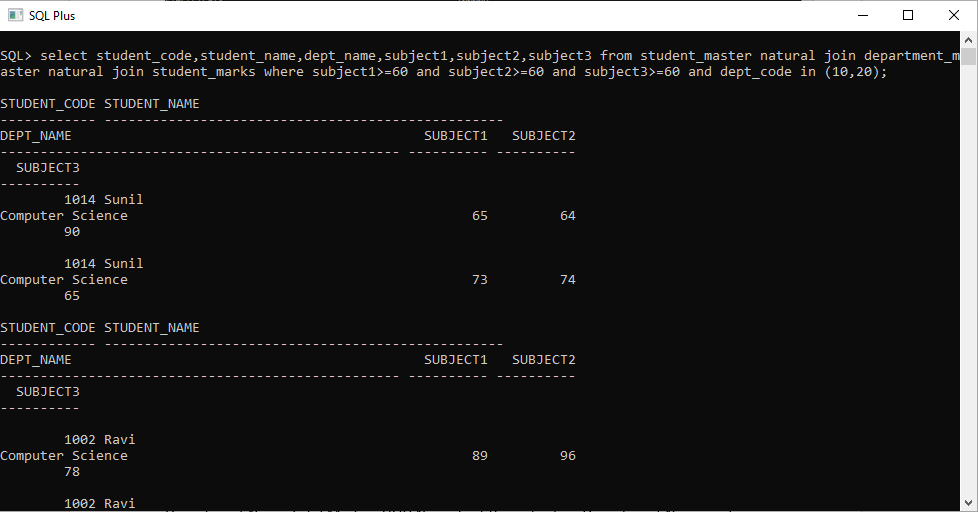 SQL Plus
SQL> select student_code,student_name,dept_name,subject1,subject2,subject3 from student_master natural join department_m
aster natural join student_marks where subject1>=60 and subject2>=60 and subject3>=60 and dept_code in (10,20);
STUDENT_CODE STUDENT_NAME
------------ --------------------------------------------------
DEPT_NAME                                            SUBJECT1   SUBJECT2
-------------------------------------------------- ---------- ----------
  SUBJECT3
----------
        1014 Sunil
Computer Science                                           65         64
        90
        1014 Sunil
Computer Science                                           73         74
        65
STUDENT_CODE STUDENT_NAME
------------ --------------------------------------------------
DEPT_NAME                                            SUBJECT1   SUBJECT2
-------------------------------------------------- ---------- ----------
  SUBJECT3
----------
        1002 Ravi
Computer Science                                           89         96
        78
        1002 Ravi